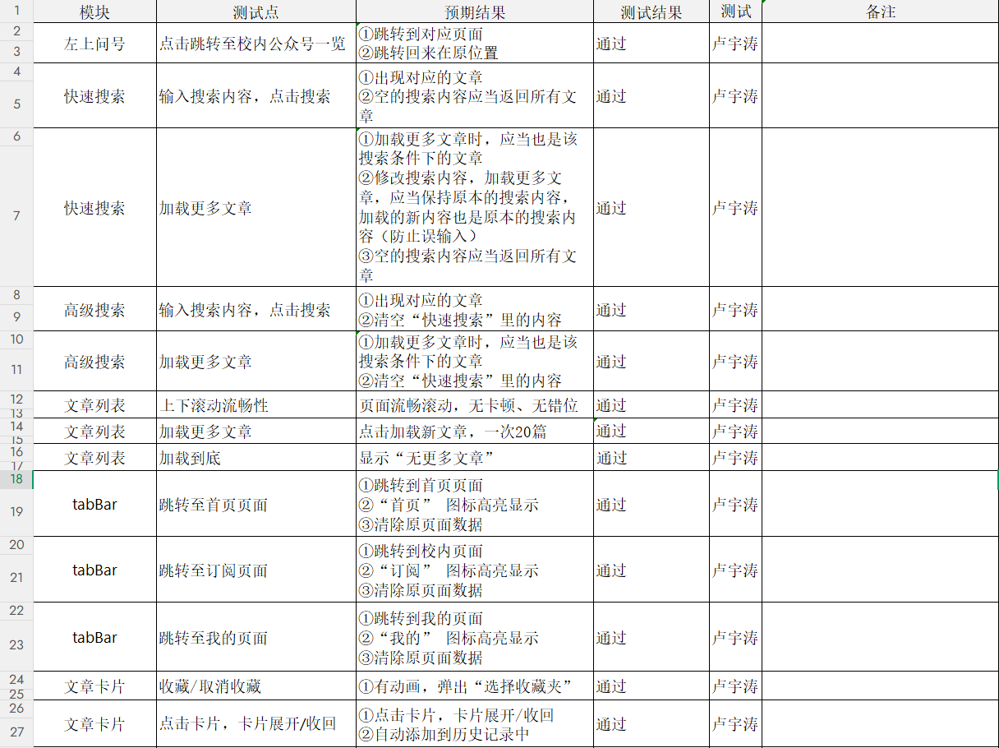 1 模块 测试点 预期结果 测试结果 测试 备注
2
3
左上问号 点击跳转至校内公众号一览
①跳转到对应页面
②跳转回来在原位置
通过 卢宇涛
4
5
快速搜索 输入搜索内容，点击搜索
①出现对应的文章
②空的搜索内容应当返回所有文
章
通过 卢宇涛
6
7
快速搜索 加载更多文章
①加载更多文章时，应当也是该
搜索条件下的文章
②修改搜索内容，加载更多文
章，应当保持原本的搜索内容，
加载的新内容也是原本的搜索内
容（防止误输入）
③空的搜索内容应当返回所有文
章
通过 卢宇涛
8
9
高级搜索 输入搜索内容，点击搜索
①出现对应的文章
②清空“快速搜索”里的内容
通过 卢宇涛
10
11
高级搜索 加载更多文章
①加载更多文章时，应当也是该
搜索条件下的文章
②清空“快速搜索”里的内容
通过 卢宇涛
12
13
文章列表 上下滚动流畅性 页面流畅滚动，无卡顿、无错位 通过 卢宇涛
14
15
文章列表 加载更多文章 点击加载新文章，一次20篇 通过 卢宇涛
16
17
文章列表 加载到底 显示“无更多文章” 通过 卢宇涛
18
19
tabBar 跳转至首页页面
①跳转到首页页面
②“首页” 图标高亮显示
③清除原页面数据
通过 卢宇涛
20
21
tabBar 跳转至订阅页面
①跳转到校内页面
②“订阅” 图标高亮显示
③清除原页面数据
通过 卢宇涛
22
23
tabBar 跳转至我的页面
①跳转到我的页面
②“我的” 图标高亮显示
③清除原页面数据
通过 卢宇涛
24
25
文章卡片 收藏/取消收藏 ①有动画，弹出“选择收藏夹” 通过 卢宇涛
26
27
文章卡片 点击卡片，卡片展开/收回
①点击卡片，卡片展开/收回
②自动添加到历史记录中
通过 卢宇涛